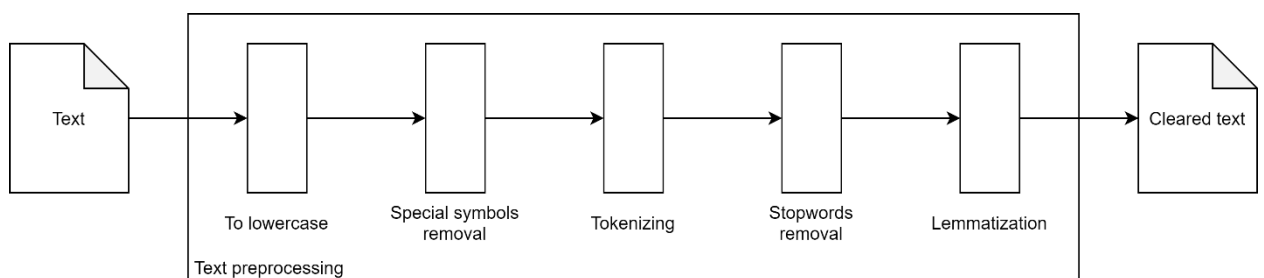 Text
Cleared text
To lowercase
Special symbols
removal
Tokenizing
Stopwords
removal
Lemmatization
Text preprocessing